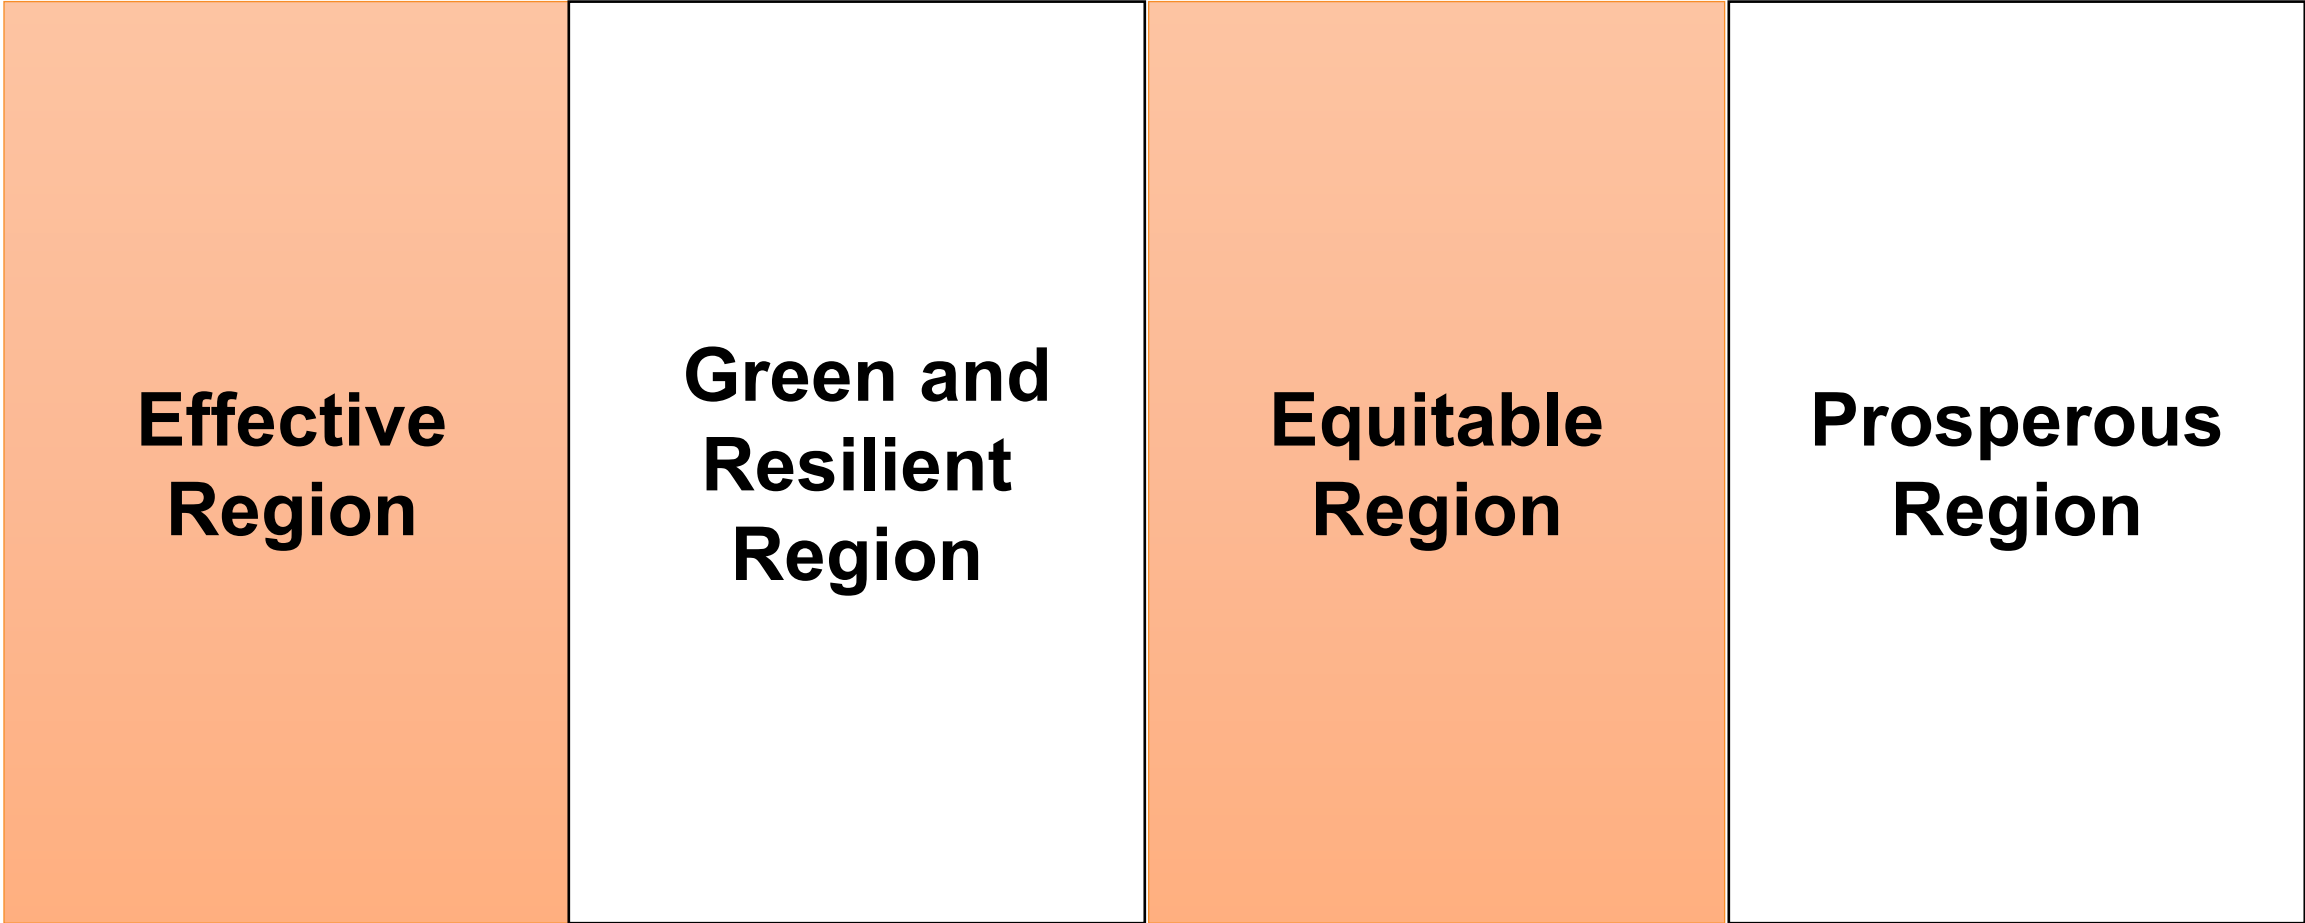 Effective
Region
Green and
Resilient
Region
Equitable
Region
Prosperous
Region